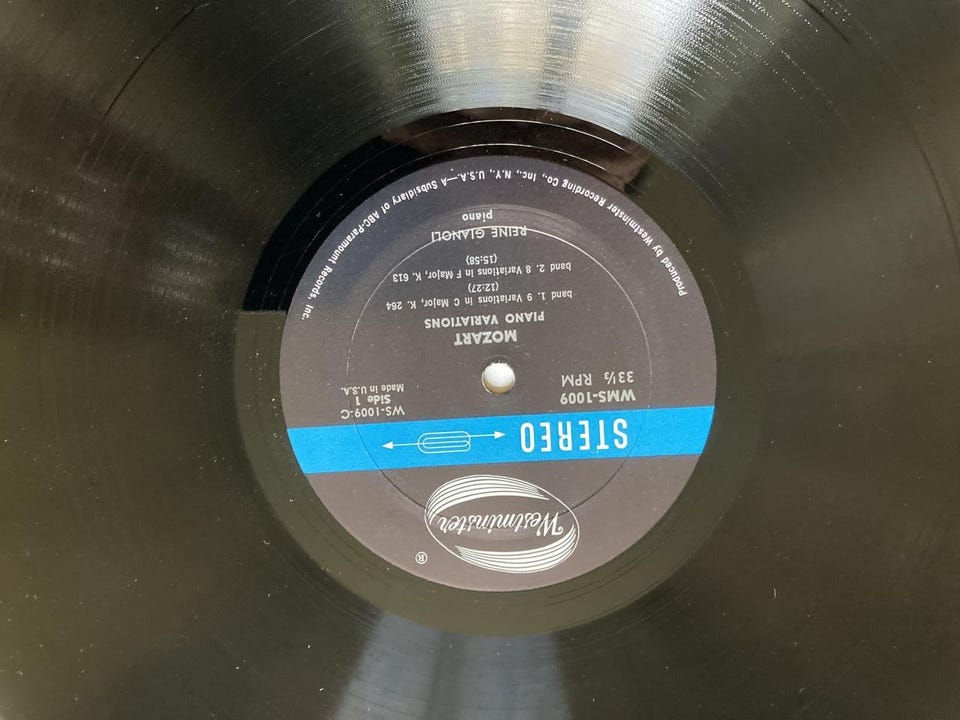 Westminster
®
STEREO
WMS-1009
33⅓ RPM
WS-1009-C
Side 1
Made in U.S.A.
MOZART
PIANO VARIATIONS
band 1. 9 Variations in C Major, K. 264
(12:27)
band 2. 8 Variations in F Major, K. 613
(15:58)
REINE GIANOLI
piano
Produced by Westminster Recording Co., Inc., N.Y., U.S.A.—A Subsidiary of ABC-Paramount Records, Inc.